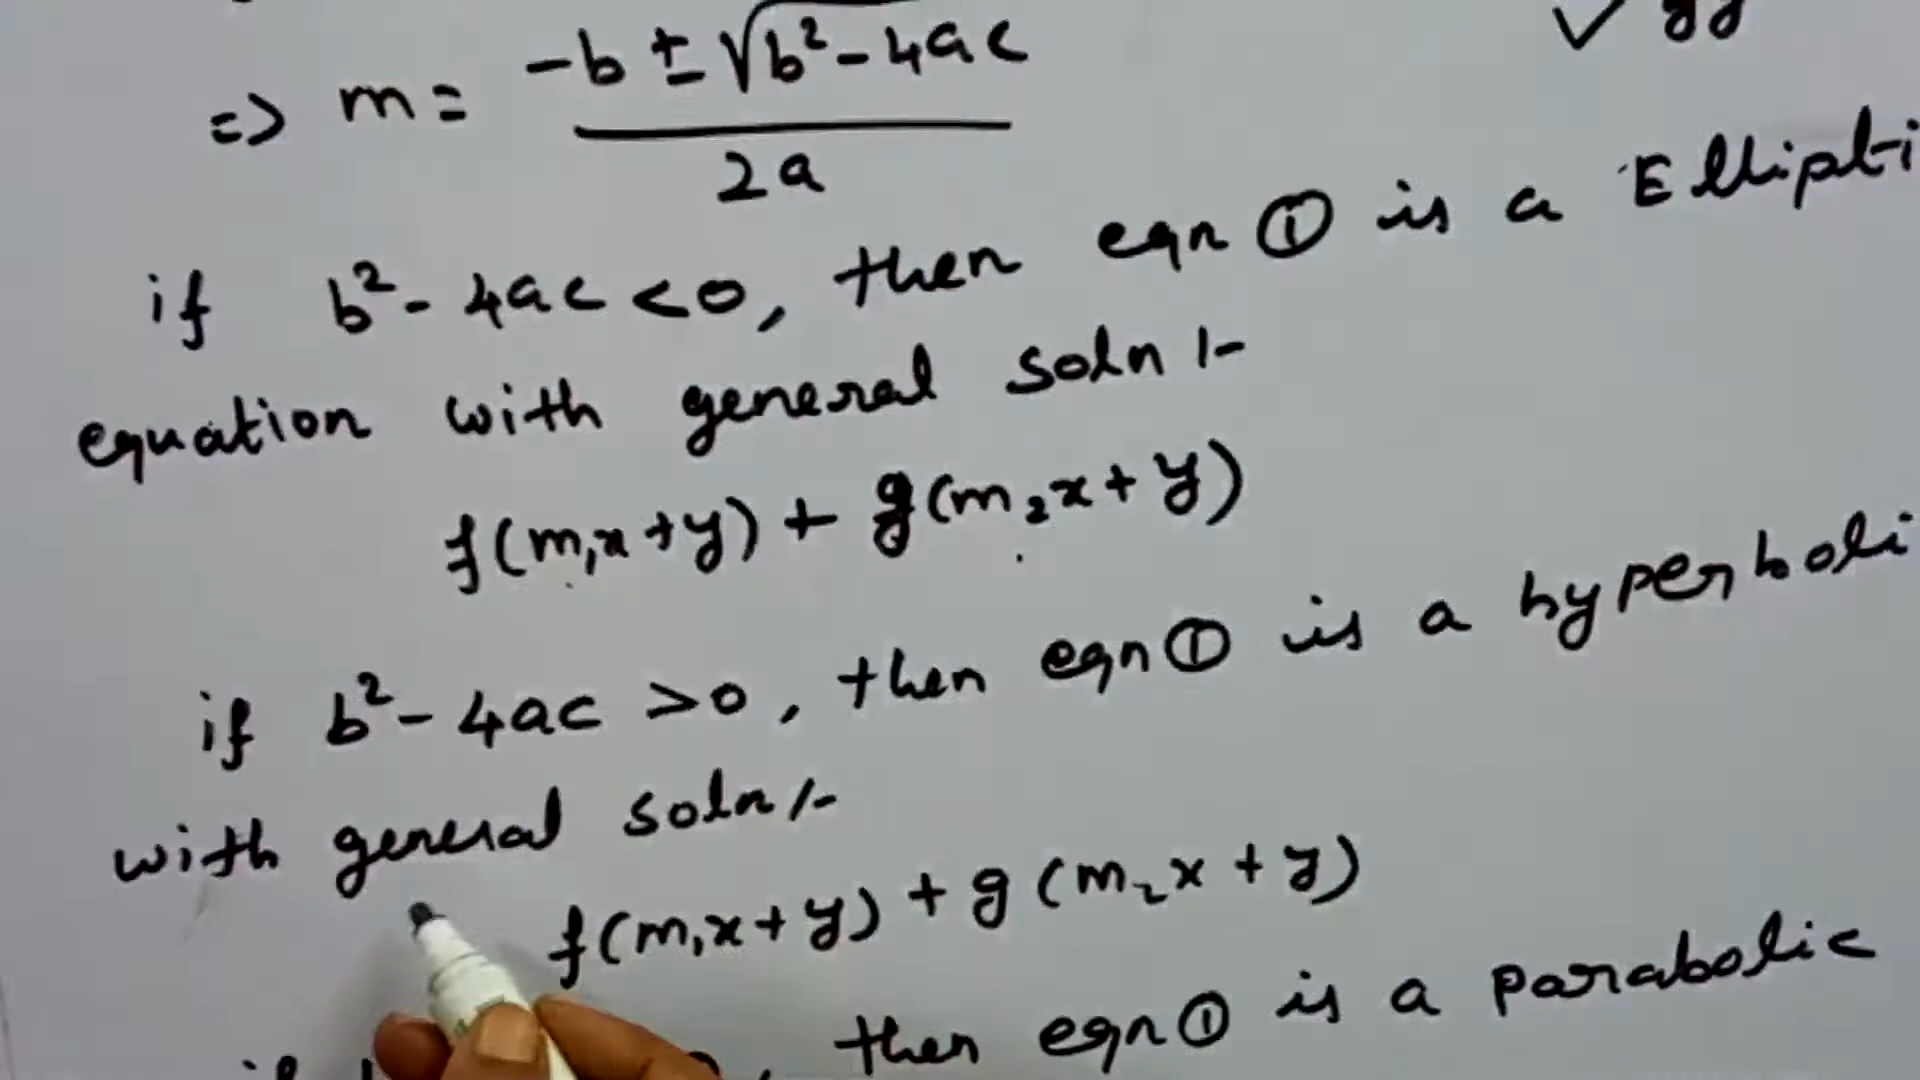 => m = -b ± √b²-4ac / 2a
if b²-4ac<0, then eqn ① is a Ellipti
equation with general soln :-
f(m₁x+y) + g(m₂x+y)
if b²-4ac >0, then eqn ① is a hyperboli
with general soln :-
f(m₁x+y) + g(m₂x+y)
then eqn ① is a parabolic